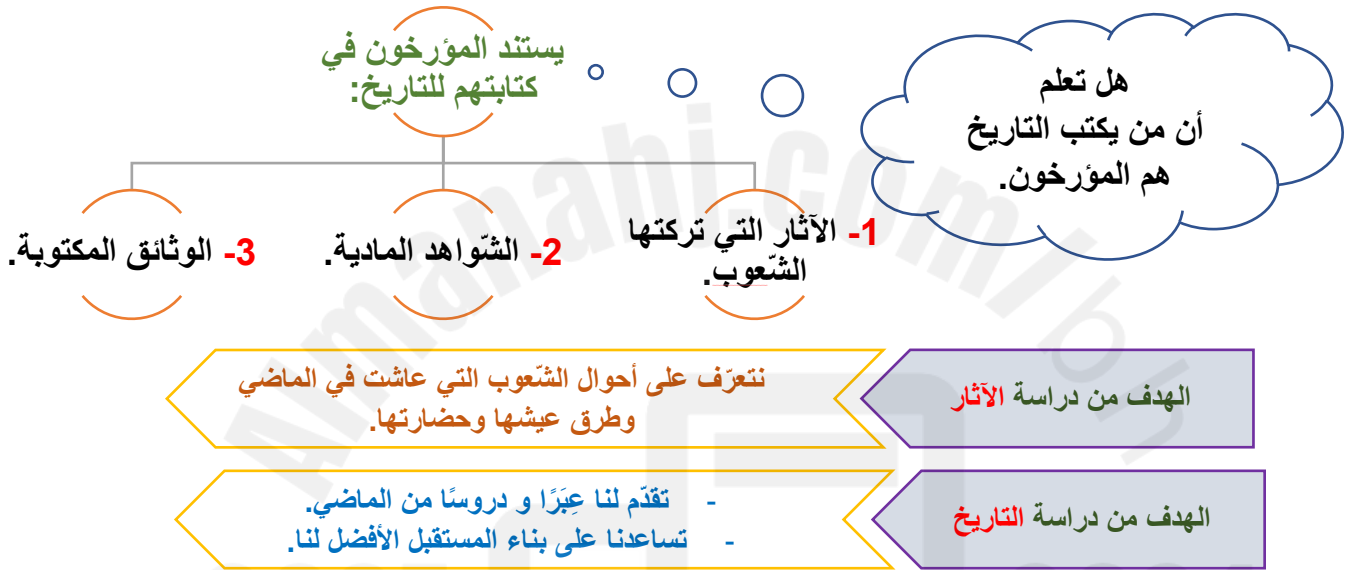 هل تعلم
أن من يكتب التاريخ
هم المؤرخون.
يستند المؤرخون في
كتابتهم للتاريخ:
1- الآثار التي تركتها
الشّعوب.
2- الشّواهد المادية.
3- الوثائق المكتوبة.
الهدف من دراسة الآثار
نتعرّف على أحوال الشّعوب التي عاشت في الماضي
وطرق عيشها وحضارتها.
الهدف من دراسة التاريخ
- تقدّم لنا عِبَرًا و دروسًا من الماضي.
- تساعدنا على بناء المستقبل الأفضل لنا.
Almanahj.com/bh